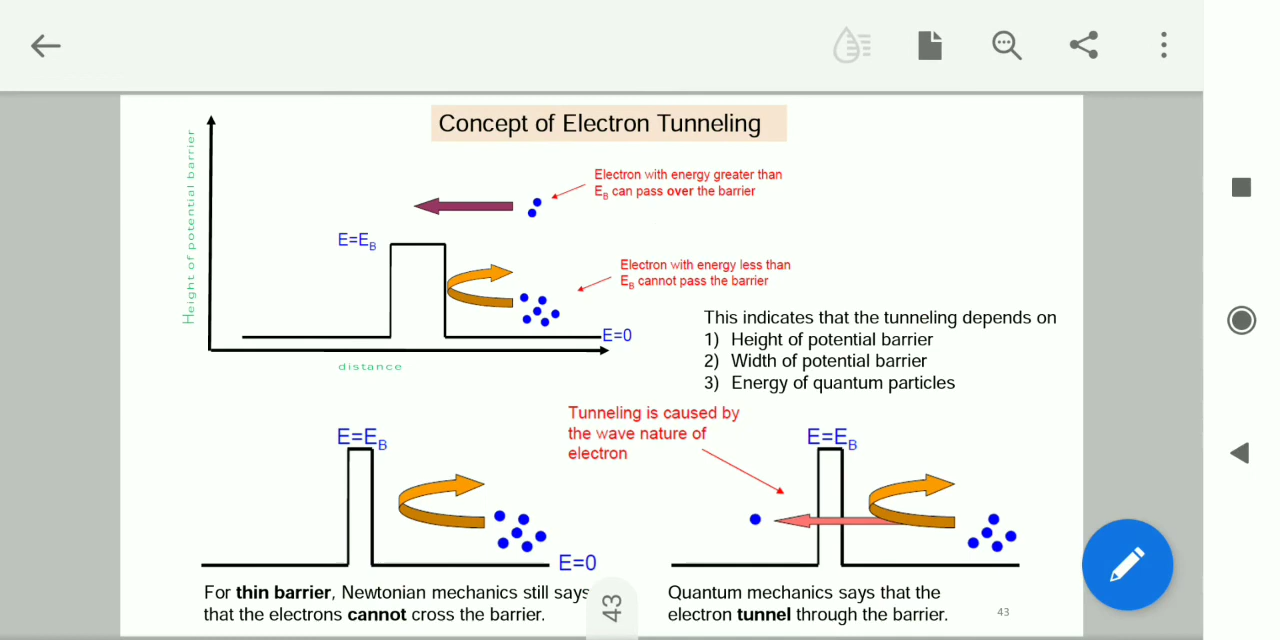 Concept of Electron Tunneling
Height of potential barrier
Electron with energy greater than
EB can pass over the barrier
E=EB
Electron with energy less than
EB cannot pass the barrier
E=0
distance
This indicates that the tunneling depends on
1) Height of potential barrier
2) Width of potential barrier
3) Energy of quantum particles
Tunneling is caused by
the wave nature of
electron
E=EB
E=0
For thin barrier, Newtonian mechanics still says
that the electrons cannot cross the barrier.
43
E=EB
Quantum mechanics says that the
electron tunnel through the barrier.
43